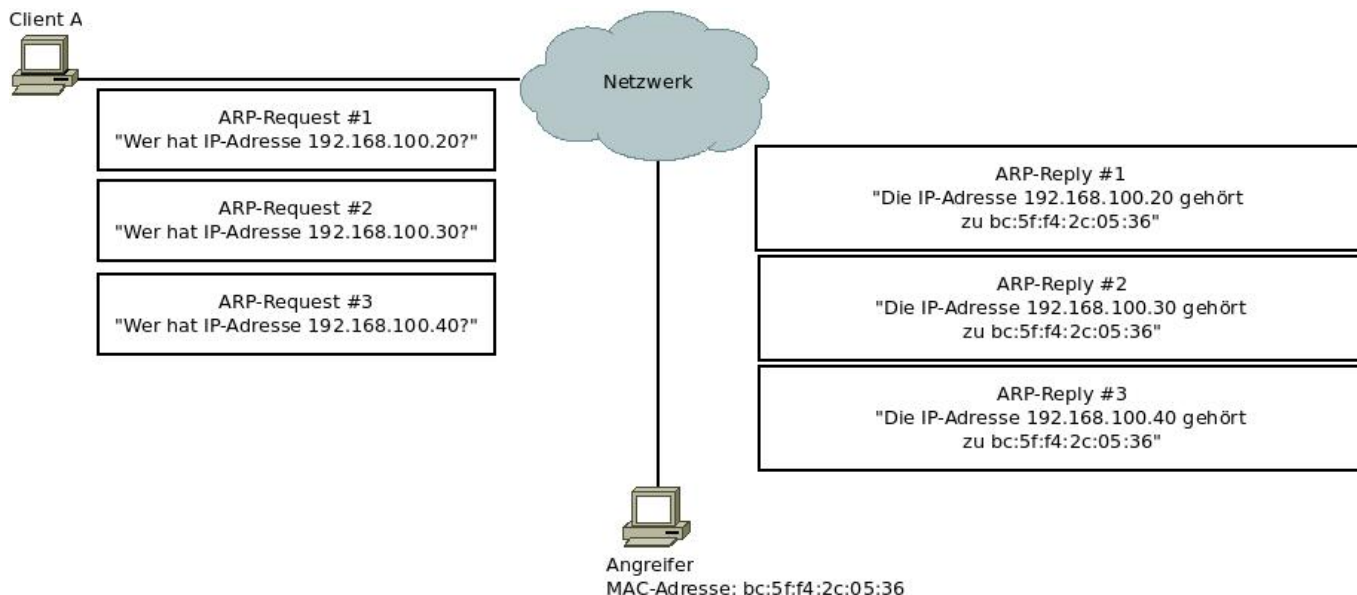 Client A
Netzwerk
ARP-Request #1
"Wer hat IP-Adresse 192.168.100.20?"
ARP-Request #2
"Wer hat IP-Adresse 192.168.100.30?"
ARP-Request #3
"Wer hat IP-Adresse 192.168.100.40?"
ARP-Reply #1
"Die IP-Adresse 192.168.100.20 gehört
zu bc:5f:f4:2c:05:36"
ARP-Reply #2
"Die IP-Adresse 192.168.100.30 gehört
zu bc:5f:f4:2c:05:36"
ARP-Reply #3
"Die IP-Adresse 192.168.100.40 gehört
zu bc:5f:f4:2c:05:36"
Angreifer
MAC-Adresse: bc:5f:f4:2c:05:36